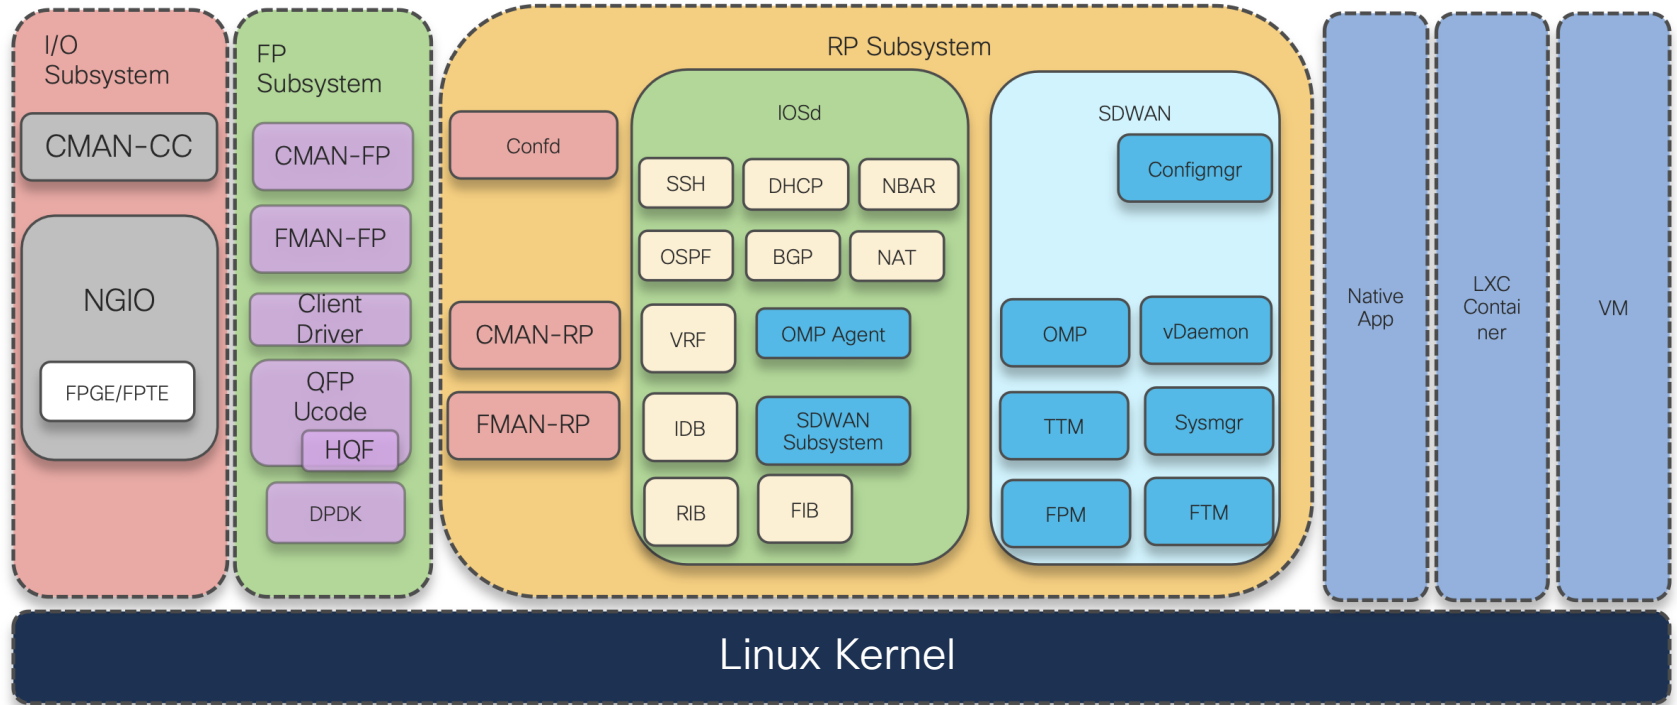 I/O
Subsystem
CMAN-CC
NGIO
FPGE/FPTE
FP
Subsystem
CMAN-FP
FMAN-FP
Client
Driver
QFP
Ucode
HQF
DPDK
RP Subsystem
Confd
CMAN-RP
FMAN-RP
IOSd
SSH
DHCP
NBAR
OSPF
BGP
NAT
VRF
OMP Agent
IDB
SDWAN
Subsystem
RIB
FIB
SDWAN
Configmgr
OMP
vDaemon
TTM
Sysmgr
FPM
FTM
Native
App
LXC
Contai
ner
VM
Linux Kernel